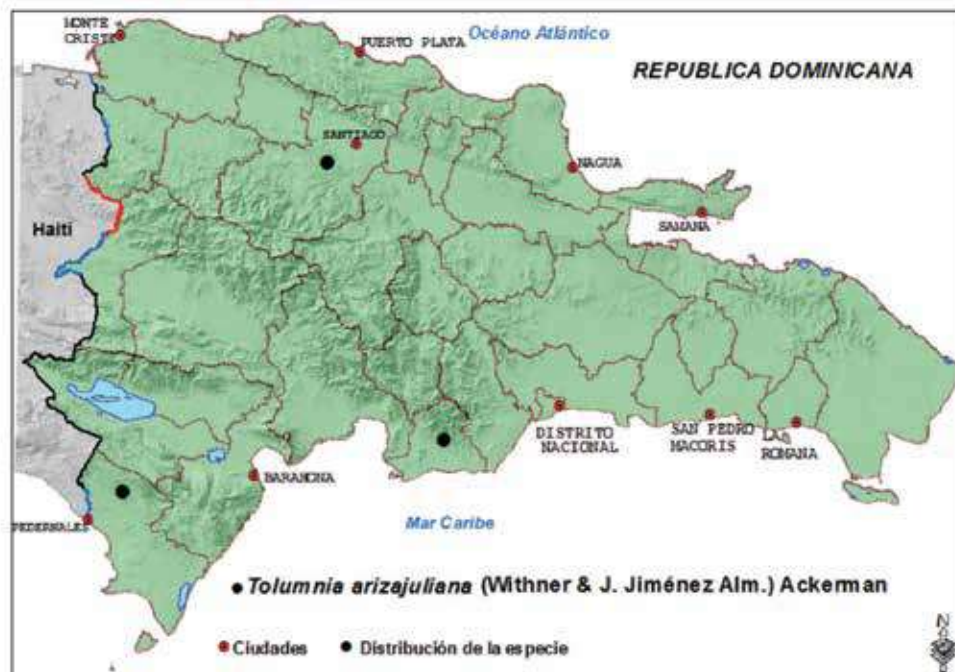 MONTE
CRISTI
PUERTO PLATA
Océano Atlántico
REPUBLICA DOMINICANA
SANTIAGO
NAGUA
Haití
SAMANA
DISTRITO
NACIONAL
SAN PEDRO
MACORIS
LA
ROMANA
BARAHONA
PEDERNALES
Mar Caribe
Tolumnia arizajuliana (Withner & J. Jiménez Alm.) Ackerman
Ciudades
Distribución de la especie
N